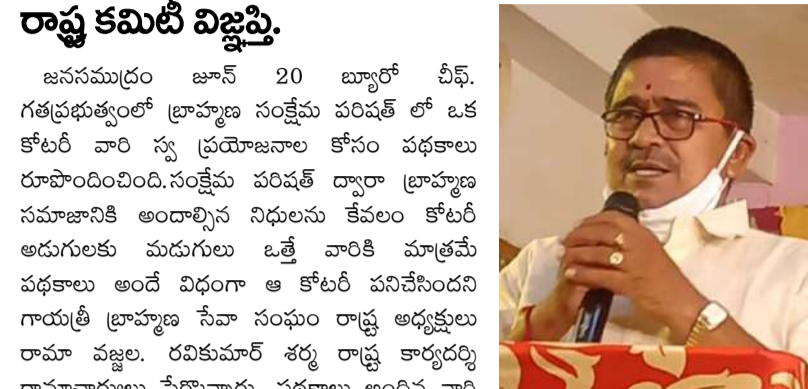 రాష్ట్ర కమిటీ విజ్ఞప్తి.
జనసముద్రం జూన్ 20 బ్యూరో చీఫ్.
గతప్రభుత్వంలో బ్రాహ్మణ సంక్షేమ పరిషత్ లో ఒక
కోటరీ వారి స్వ ప్రయోజనాల కోసం పథకాలు
రూపొందించింది.సంక్షేమ పరిషత్ ద్వారా బ్రాహ్మణ
సమాజానికి అందాల్సిన నిధులను కేవలం కోటరీ
అడుగులకు మడుగులు ఒత్తే వారికి మాత్రమే
పథకాలు అందే విధంగా ఆ కోటరీ పనిచేసిందని
గాయత్రీ బ్రాహ్మణ సేవా సంఘం రాష్ట్ర అధ్యక్షులు
రామా వజ్జల. రవికుమార్ శర్మ రాష్ట్ర కార్యదర్శి